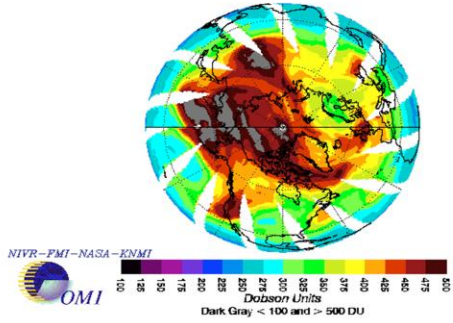 NIVR-FMI-NASA-KNMI
OMI
100 125 150 175 200 225 250 275 300 325 350 375 400 425 450 475 500
Dobson Units
Dark Gray < 100 and > 500 DU